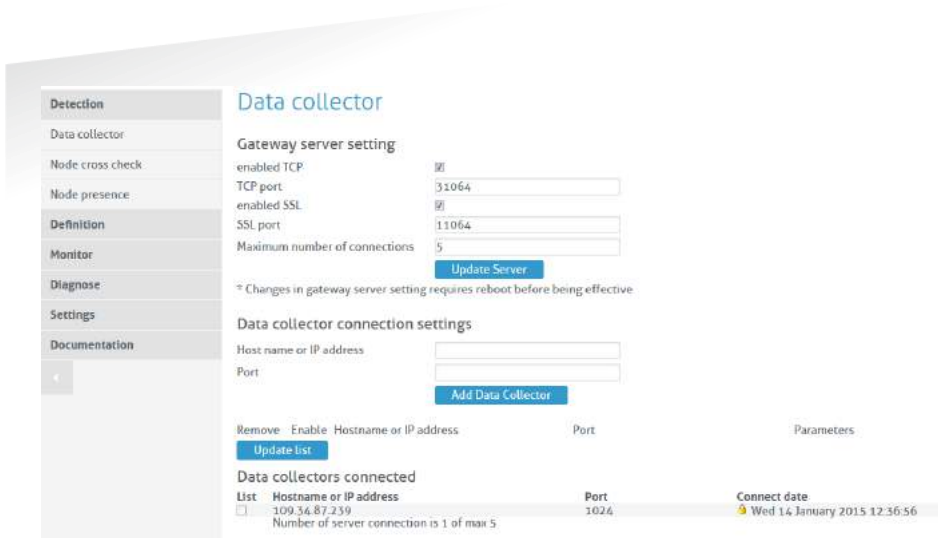 Detection
Data collector
Node cross check
Node presence
Definition
Monitor
Diagnose
Settings
Documentation
Data collector
Gateway server setting
enabled TCP
TCP port 31064
enabled SSL
SSL port 11064
Maximum number of connections 5
Update Server
* Changes in gateway server setting requires reboot before being effective
Data collector connection settings
Host name or IP address
Port
Add Data Collector
Remove Enable Hostname or IP address Port Parameters
Update list
Data collectors connected
List Hostname or IP address Port Connect date
109.34.87.239 1024 Wed 14 January 2015 12:36:56
Number of server connection is 1 of max 5